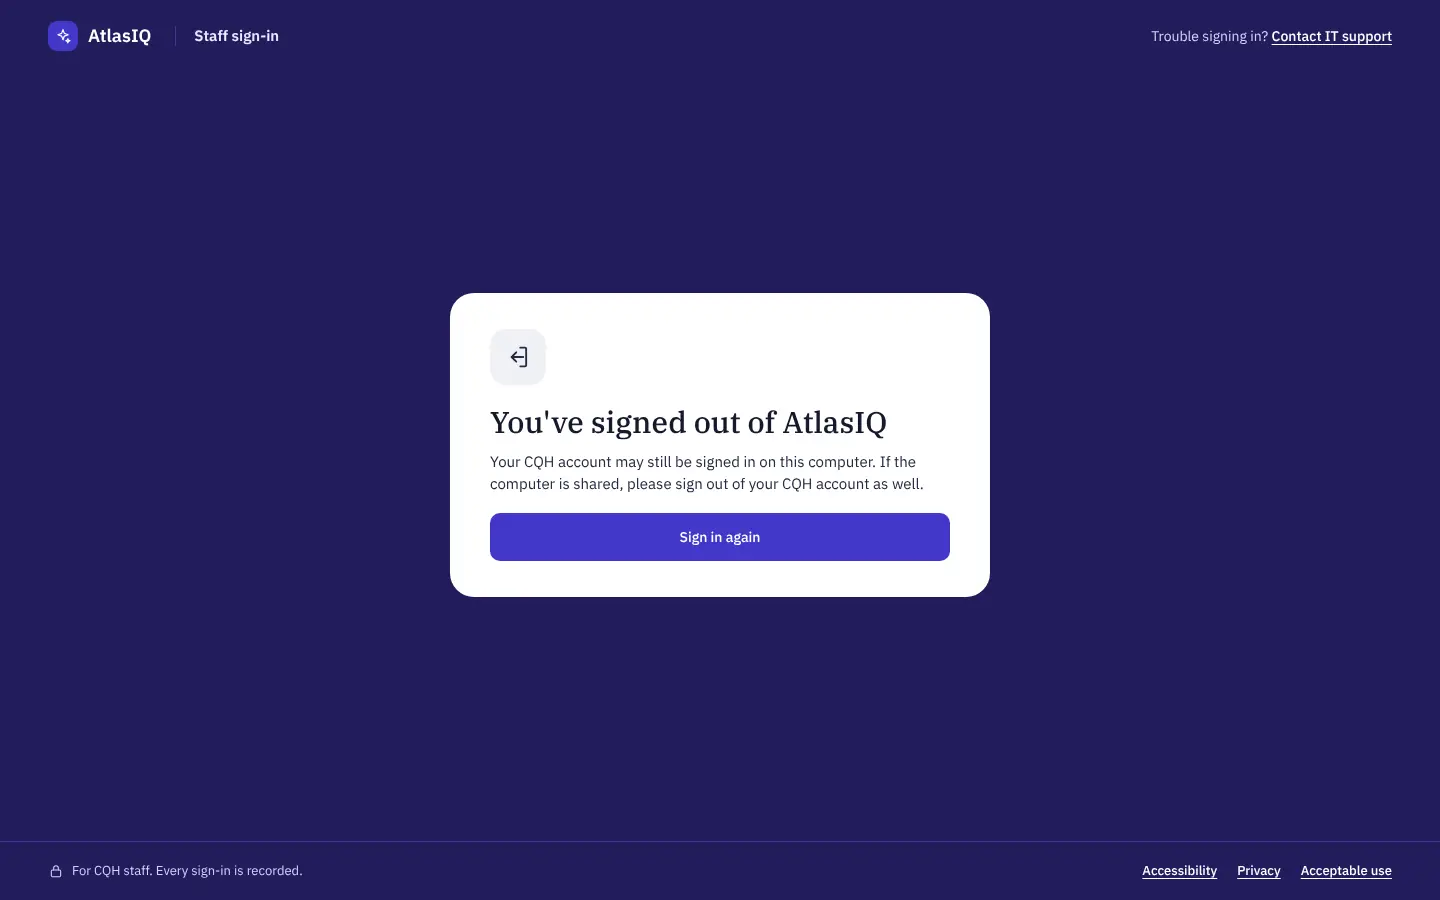 AtlasIQ
Staff sign-in
Trouble signing in? Contact IT support
You've signed out of AtlasIQ
Your CQH account may still be signed in on this computer. If the
computer is shared, please sign out of your CQH account as well.
Sign in again
For CQH staff. Every sign-in is recorded.
Accessibility
Privacy
Acceptable use